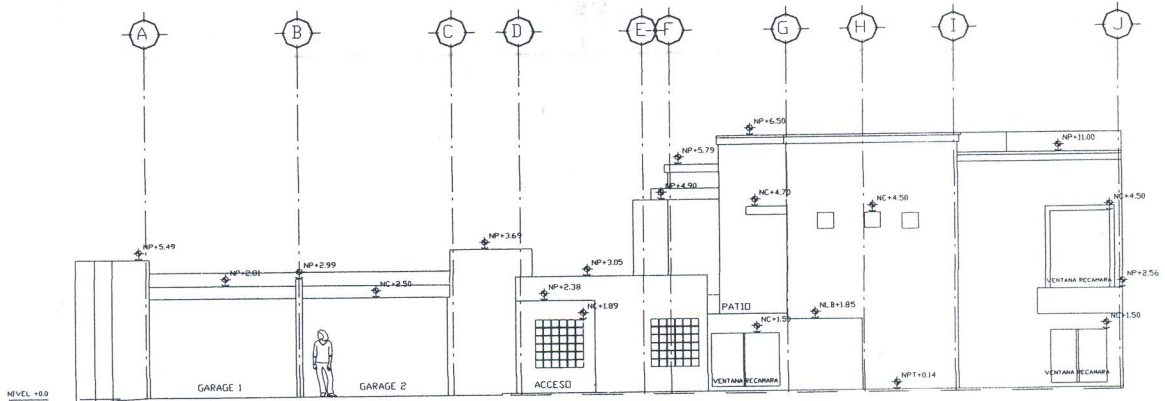 A
B
C
D
E
F
G
H
I
J
NP+6.50
NP+11.00
NP+5.79
NP+4.90
NC+4.70
NC+4.50
NC+4.50
NP+5.49
NP+3.69
NP+2.81
NP+2.99
NP+3.05
NC+2.50
NP+2.38
NC+1.89
VENTANA RECAMARA
NP+2.56
PATIO
NLB+1.85
NC+1.50
NC+1.50
GARAGE 1
GARAGE 2
ACCESO
VENTANA RECAMARA
NPT+0.14
VENTANA RECAMARA
NIVEL +0.0